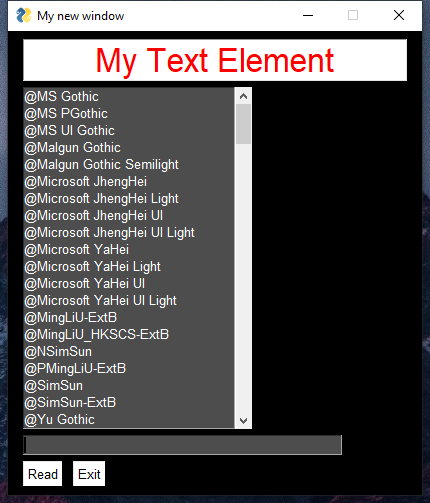 My new window
My Text Element
@MS Gothic
@MS PGothic
@MS UI Gothic
@Malgun Gothic
@Malgun Gothic Semilight
@Microsoft JhengHei
@Microsoft JhengHei Light
@Microsoft JhengHei UI
@Microsoft JhengHei UI Light
@Microsoft YaHei
@Microsoft YaHei Light
@Microsoft YaHei UI
@Microsoft YaHei UI Light
@MingLiU-ExtB
@MingLiU_HKSCS-ExtB
@NSimSun
@PMingLiU-ExtB
@SimSun
@SimSun-ExtB
@Yu Gothic
Read Exit